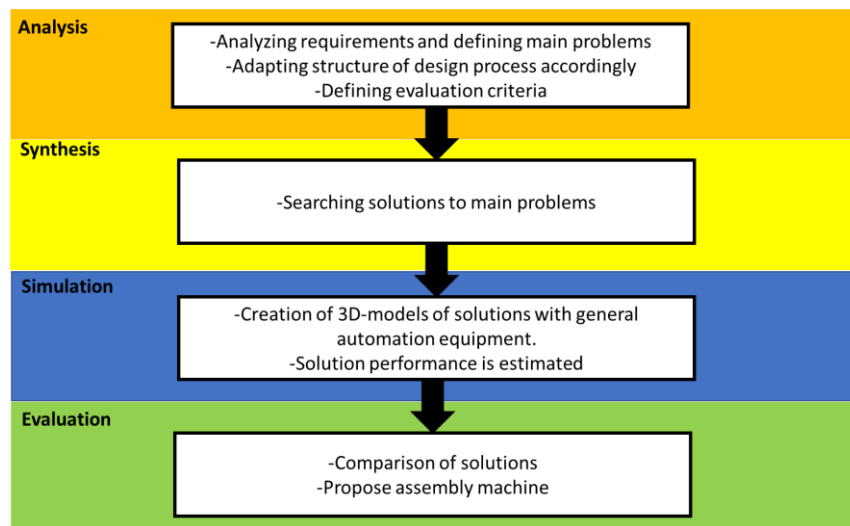 Analysis
-Analyzing requirements and defining main problems
-Adapting structure of design process accordingly
-Defining evaluation criteria
Synthesis
-Searching solutions to main problems
Simulation
-Creation of 3D-models of solutions with general
automation equipment.
-Solution performance is estimated
Evaluation
-Comparison of solutions
-Propose assembly machine